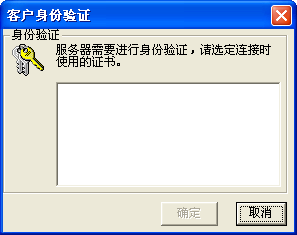 客户身份验证
身份验证
服务器需要进行身份验证，请选定连接时
使用的证书。
确定
取消